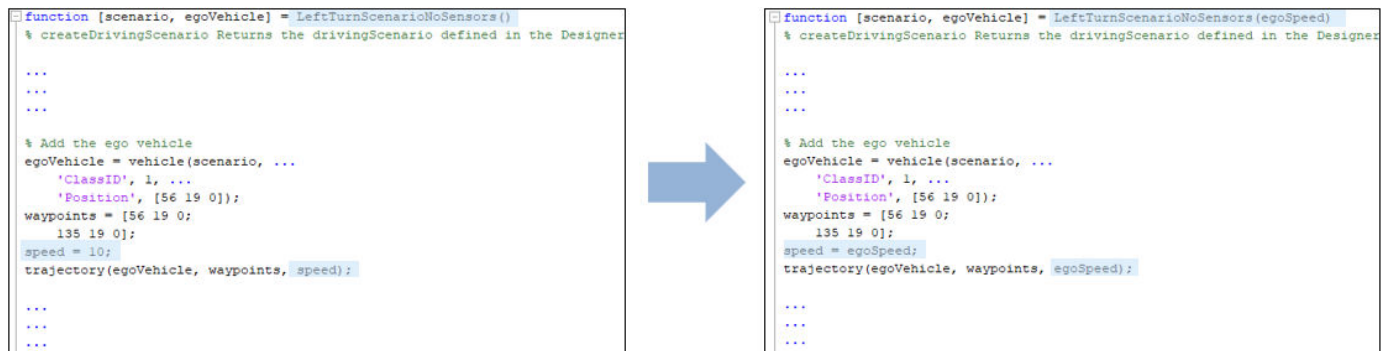 function [scenario, egoVehicle] = LeftTurnScenarioNoSensors()
% createDrivingScenario Returns the drivingScenario defined in the Designer
...
...
...
% Add the ego vehicle
egoVehicle = vehicle(scenario, ...
'ClassID', 1, ...
'Position', [56 19 0]);
waypoints = [56 19 0;
135 19 0];
speed = 10;
trajectory(egoVehicle, waypoints, speed);
...
...
...
function [scenario, egoVehicle] = LeftTurnScenarioNoSensors(egoSpeed)
% createDrivingScenario Returns the drivingScenario defined in the Designer
...
...
...
% Add the ego vehicle
egoVehicle = vehicle(scenario, ...
'ClassID', 1, ...
'Position', [56 19 0]);
waypoints = [56 19 0;
135 19 0];
speed = egoSpeed;
trajectory(egoVehicle, waypoints, egoSpeed);
...
...
...